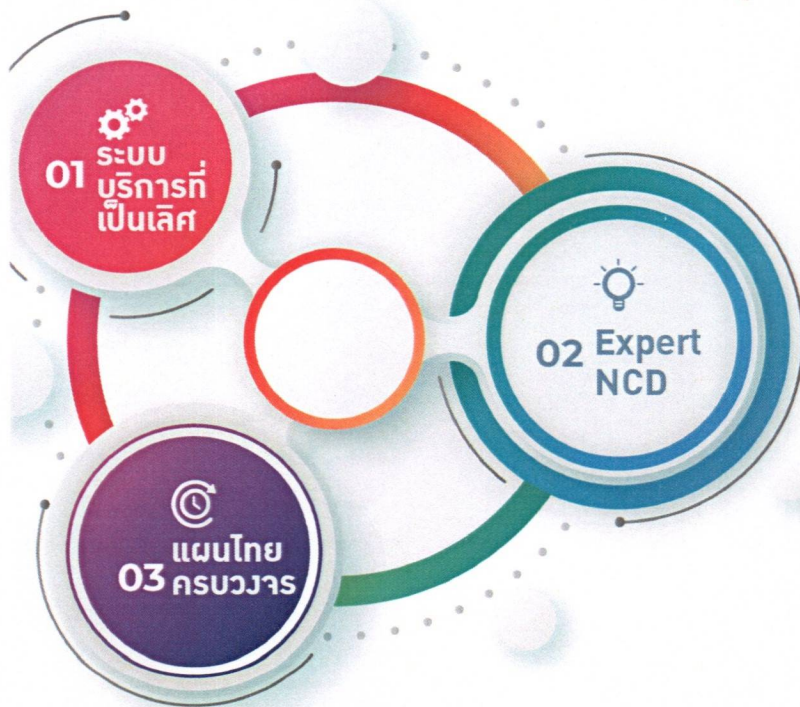 01
ระบบ
บริการที่
เป็นเลิศ
02
Expert
NCD
03
แผนไทย
ครบวงจร